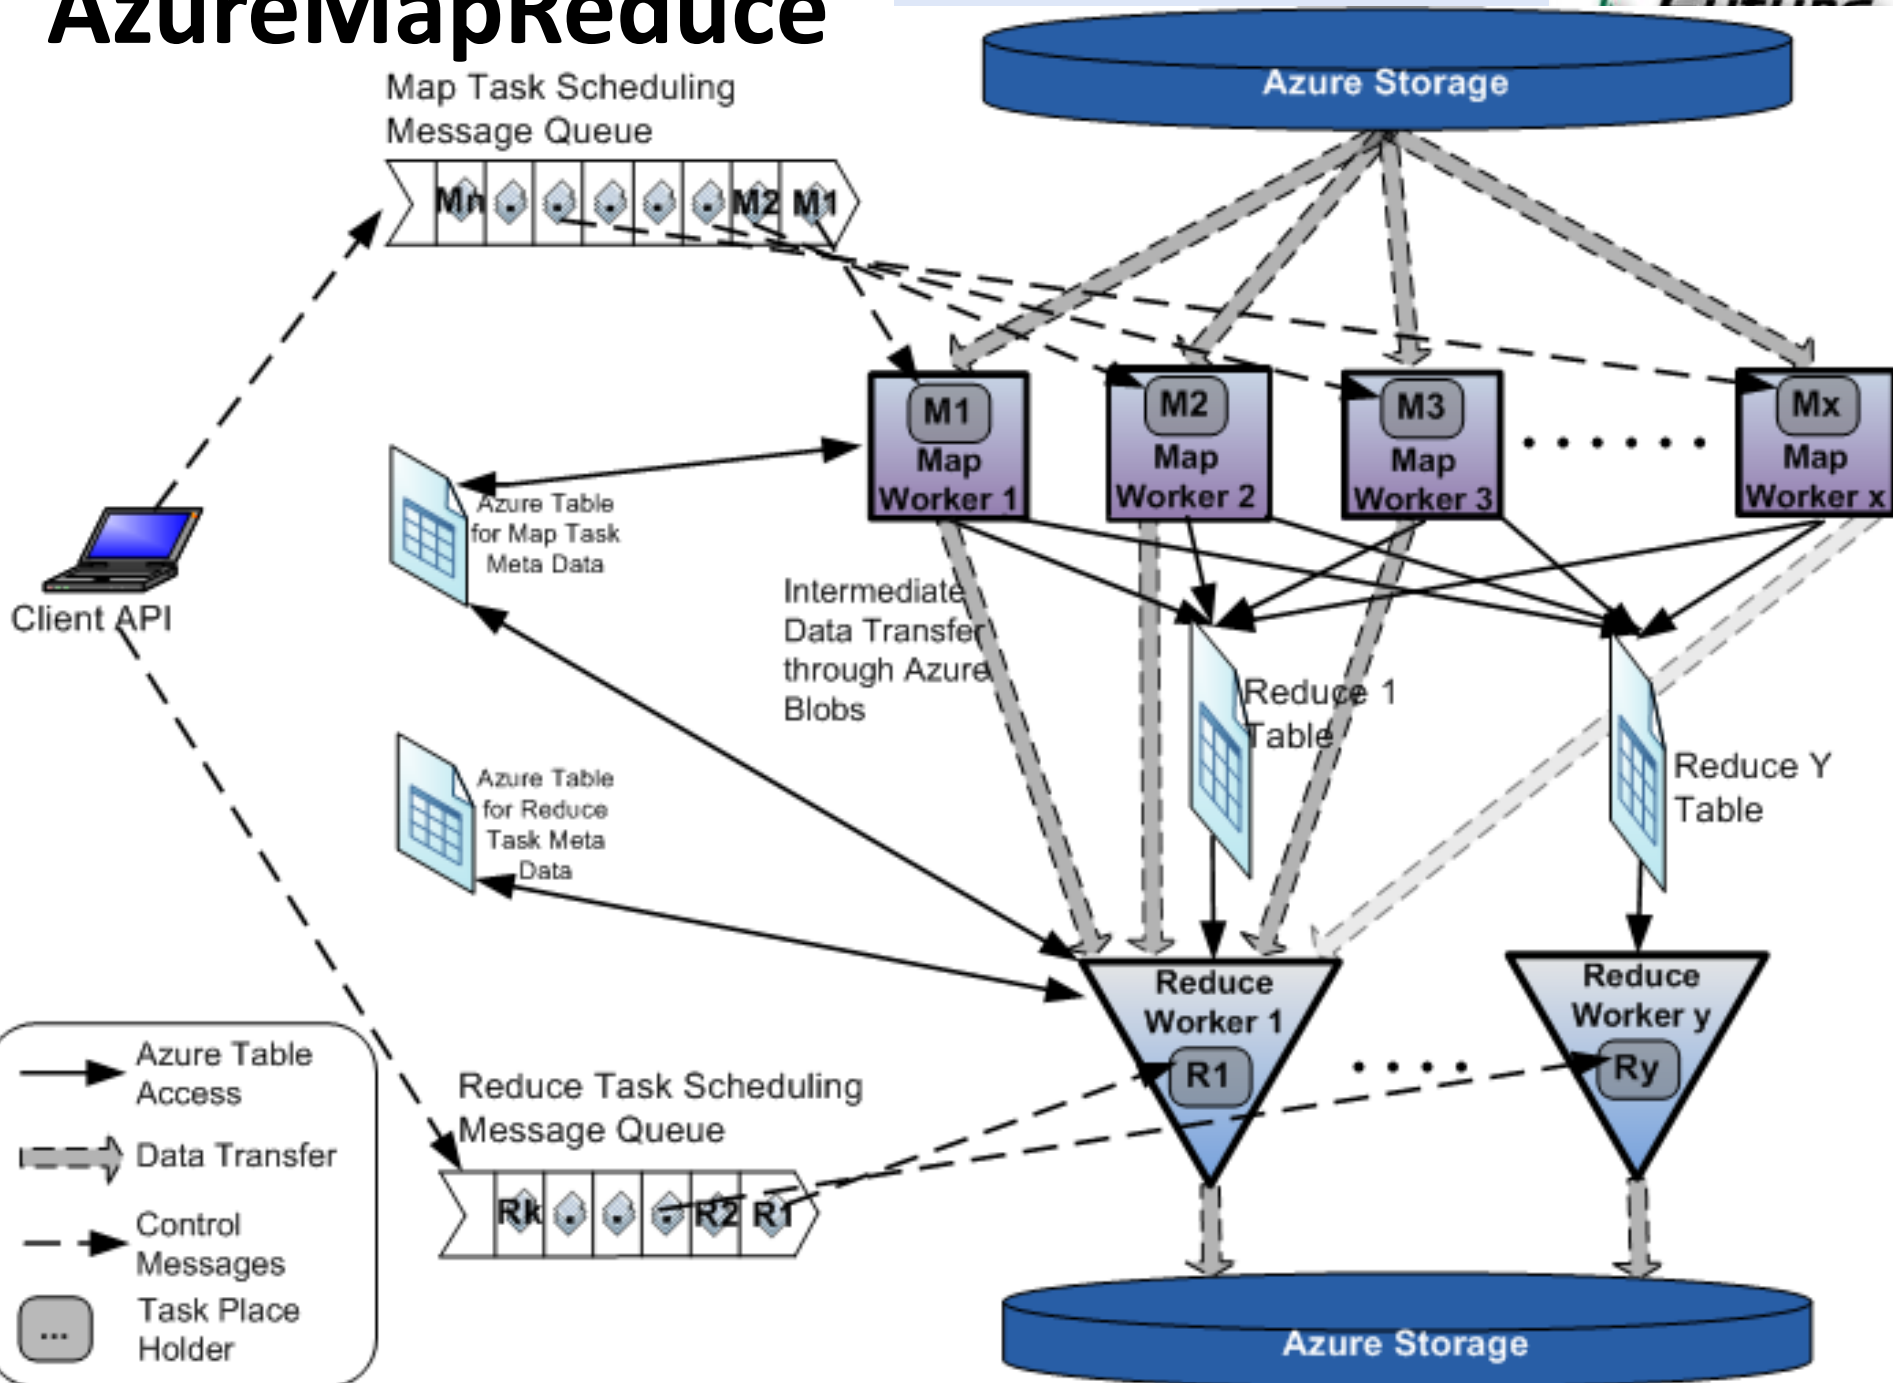 AzureMapReduce
Azure Storage
Map Task Scheduling
Message Queue
Mn . . . . . M2 M1
M1
Map
Worker 1
M2
Map
Worker 2
M3
Map
Worker 3
. . . . . . .
Mx
Map
Worker x
Azure Table
for Map Task
Meta Data
Client API
Intermediate
Data Transfer
through Azure
Blobs
Reduce 1
Table
Reduce Y
Table
Azure Table
for Reduce
Task Meta
Data
Reduce
Worker 1
R1
. . . .
Reduce
Worker y
Ry
Reduce Task Scheduling
Message Queue
Rk . . . R2 R1
Azure Table
Access
Data Transfer
Control
Messages
...
Task Place
Holder
Azure Storage